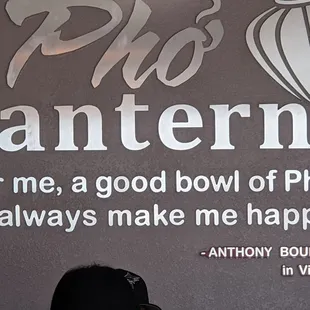 Phở
antern
me, a good bowl of Ph
always make me happ
- ANTHONY BOU
in Vi